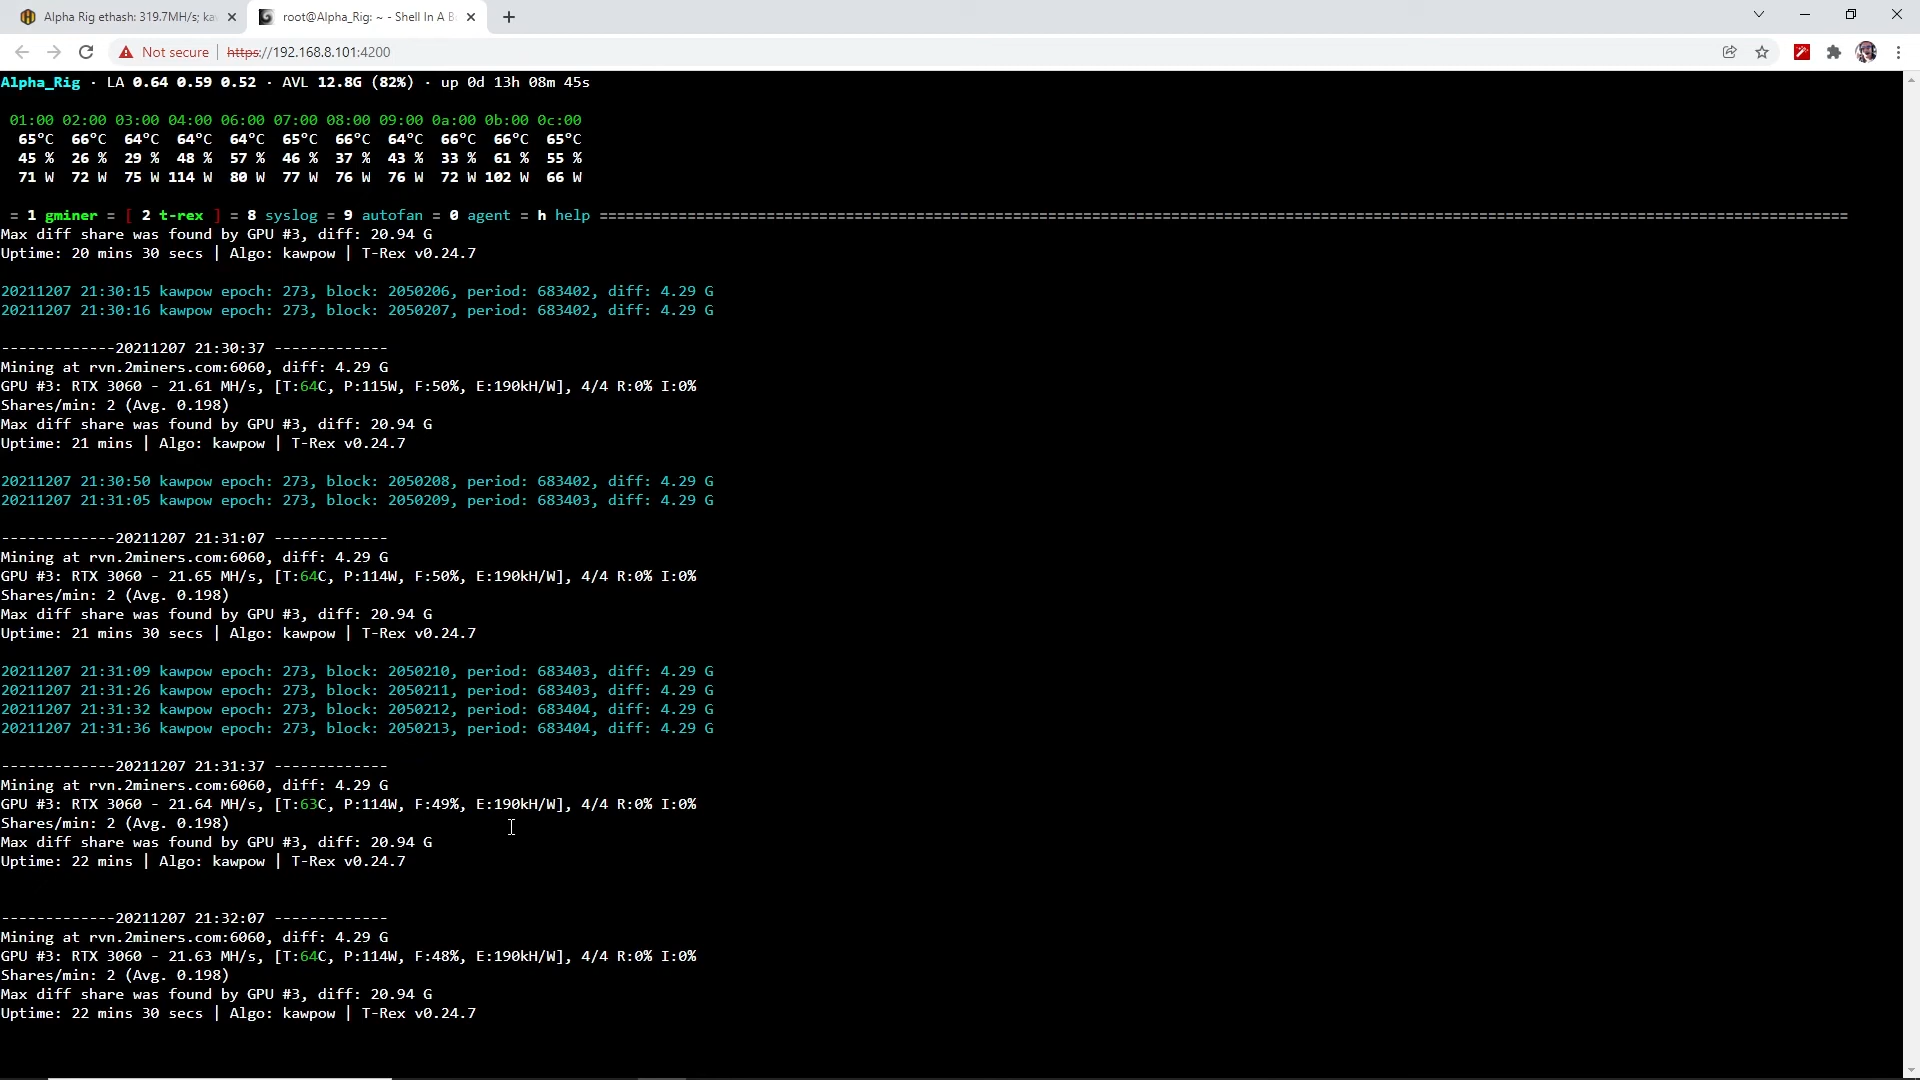 Alpha Rig ethash: 319.7MH/s; kaw
root@Alpha_Rig: ~ - Shell In A B
Not secure | https://192.168.8.101:4200
Alpha_Rig · LA 0.64 0.59 0.52 · AVL 12.8G (82%) · up 0d 13h 08m 45s
01:00 02:00 03:00 04:00 06:00 07:00 08:00 09:00 0a:00 0b:00 0c:00
65°C 66°C 64°C 64°C 64°C 65°C 66°C 64°C 66°C 66°C 65°C
45 % 26 % 29 % 48 % 57 % 46 % 37 % 43 % 33 % 61 % 55 %
71 W 72 W 75 W 114 W 80 W 77 W 76 W 76 W 72 W 102 W 66 W
= 1 gminer = [ 2 t-rex ] = 8 syslog = 9 autofan = 0 agent = h help ==============================================================================================================================================
Max diff share was found by GPU #3, diff: 20.94 G
Uptime: 20 mins 30 secs | Algo: kawpow | T-Rex v0.24.7
20211207 21:30:15 kawpow epoch: 273, block: 2050206, period: 683402, diff: 4.29 G
20211207 21:30:16 kawpow epoch: 273, block: 2050207, period: 683402, diff: 4.29 G
-------------20211207 21:30:37 -------------
Mining at rvn.2miners.com:6060, diff: 4.29 G
GPU #3: RTX 3060 - 21.61 MH/s, [T:64C, P:115W, F:50%, E:190kH/W], 4/4 R:0% I:0%
Shares/min: 2 (Avg. 0.198)
Max diff share was found by GPU #3, diff: 20.94 G
Uptime: 21 mins | Algo: kawpow | T-Rex v0.24.7
20211207 21:30:50 kawpow epoch: 273, block: 2050208, period: 683402, diff: 4.29 G
20211207 21:31:05 kawpow epoch: 273, block: 2050209, period: 683403, diff: 4.29 G
-------------20211207 21:31:07 -------------
Mining at rvn.2miners.com:6060, diff: 4.29 G
GPU #3: RTX 3060 - 21.65 MH/s, [T:64C, P:114W, F:50%, E:190kH/W], 4/4 R:0% I:0%
Shares/min: 2 (Avg. 0.198)
Max diff share was found by GPU #3, diff: 20.94 G
Uptime: 21 mins 30 secs | Algo: kawpow | T-Rex v0.24.7
20211207 21:31:09 kawpow epoch: 273, block: 2050210, period: 683403, diff: 4.29 G
20211207 21:31:26 kawpow epoch: 273, block: 2050211, period: 683403, diff: 4.29 G
20211207 21:31:32 kawpow epoch: 273, block: 2050212, period: 683404, diff: 4.29 G
20211207 21:31:36 kawpow epoch: 273, block: 2050213, period: 683404, diff: 4.29 G
-------------20211207 21:31:37 -------------
Mining at rvn.2miners.com:6060, diff: 4.29 G
GPU #3: RTX 3060 - 21.64 MH/s, [T:63C, P:114W, F:49%, E:190kH/W], 4/4 R:0% I:0%
Shares/min: 2 (Avg. 0.198)
Max diff share was found by GPU #3, diff: 20.94 G
Uptime: 22 mins | Algo: kawpow | T-Rex v0.24.7
-------------20211207 21:32:07 -------------
Mining at rvn.2miners.com:6060, diff: 4.29 G
GPU #3: RTX 3060 - 21.63 MH/s, [T:64C, P:114W, F:48%, E:190kH/W], 4/4 R:0% I:0%
Shares/min: 2 (Avg. 0.198)
Max diff share was found by GPU #3, diff: 20.94 G
Uptime: 22 mins 30 secs | Algo: kawpow | T-Rex v0.24.7